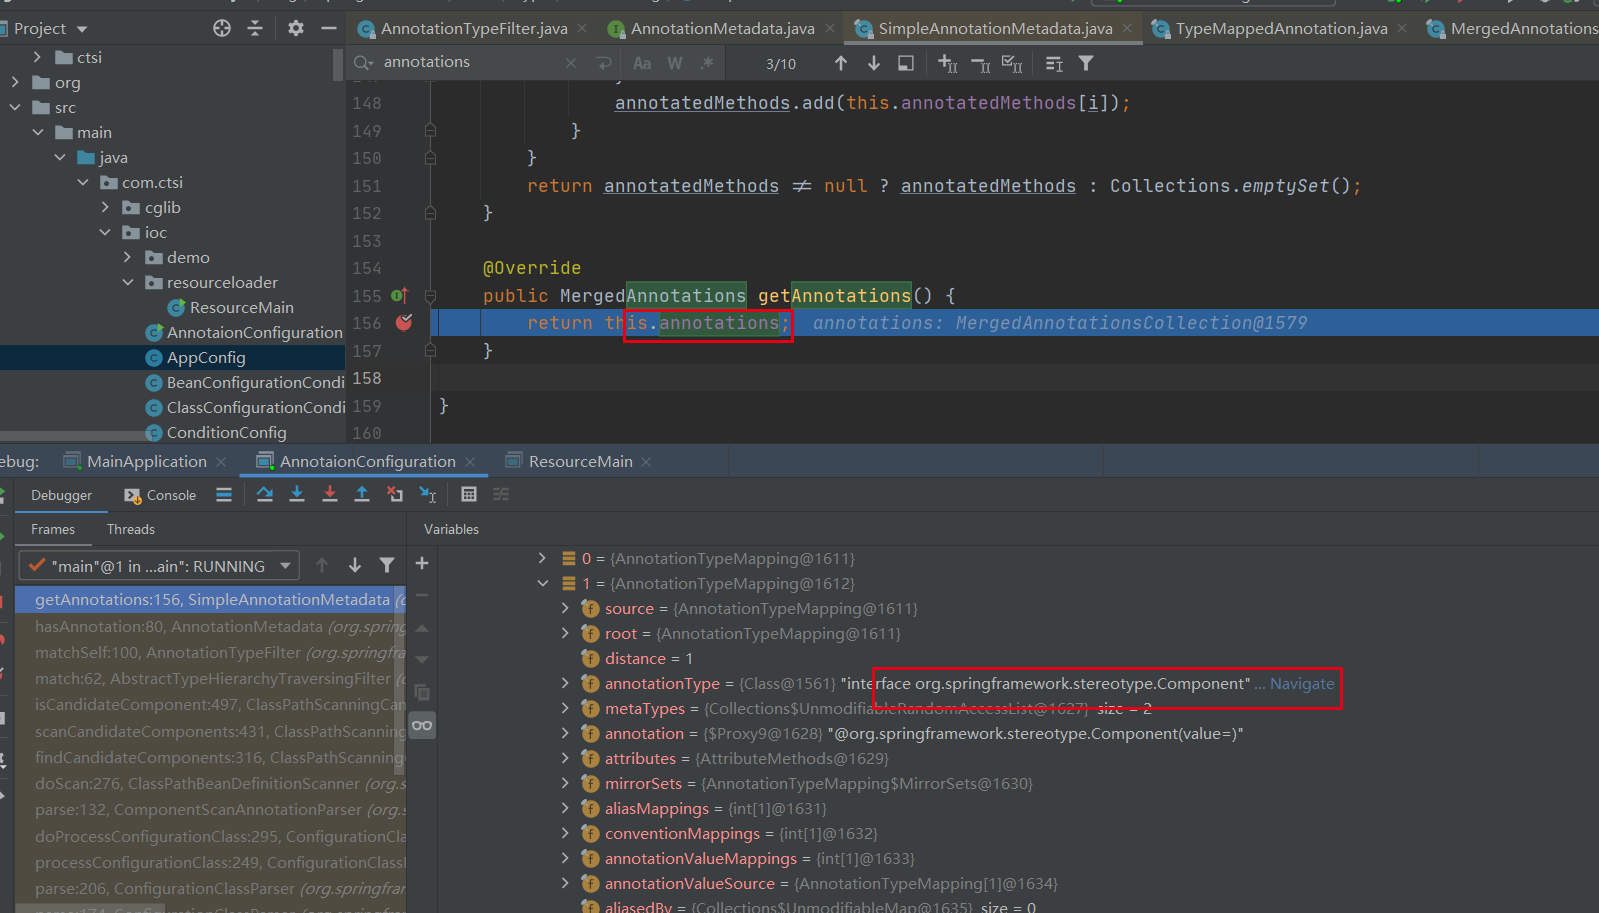 Project
AnnotationTypeFilter.java
AnnotationMetadata.java
SimpleAnnotationMetadata.java
TypeMappedAnnotation.java
MergedAnnotations
ctsi
org
src
main
java
com.ctsi
cglib
ioc
demo
resourceloader
ResourceMain
AnnotaionConfiguration
AppConfig
BeanConfigurationCondi
ClassConfigurationCondi
ConditionConfig
annotations
Aa W .* 3/10
148 annotatedMethods.add(this.annotatedMethods[i]);
149 }
150 }
151 return annotatedMethods ≠ null ? annotatedMethods : Collections.emptySet();
152 }
153
154 @Override
155 public MergedAnnotations getAnnotations() {
156 return this.annotations; annotations: MergedAnnotationsCollection@1579
157 }
158
159 }
160
ebug: MainApplication AnnotaionConfiguration ResourceMain
Debugger Console
Frames Threads
"main"@1 in ...ain": RUNNING
getAnnotations:156, SimpleAnnotationMetadata (o
hasAnnotation:80, AnnotationMetadata (org.spring
matchSelf:100, AnnotationTypeFilter (org.springfra
match:62, AbstractTypeHierarchyTraversingFilter (
isCandidateComponent:497, ClassPathScanningCan
scanCandidateComponents:431, ClassPathScanning
findCandidateComponents:316, ClassPathScanning
doScan:276, ClassPathBeanDefinitionScanner (org.s
parse:132, ComponentScanAnnotationParser (org.s
doProcessConfigurationClass:295, ConfigurationCla
processConfigurationClass:249, ConfigurationClassP
parse:206, ConfigurationClassParser (org.springfra
Variables
0 = {AnnotationTypeMapping@1611}
1 = {AnnotationTypeMapping@1612}
source = {AnnotationTypeMapping@1611}
root = {AnnotationTypeMapping@1611}
distance = 1
annotationType = {Class@1561} "interface org.springframework.stereotype.Component" ... Navigate
metaTypes = {Collections$UnmodifiableRandomAccessList@1627} size = 2
annotation = {$Proxy9@1628} "@org.springframework.stereotype.Component(value=)"
attributes = {AttributeMethods@1629}
mirrorSets = {AnnotationTypeMapping$MirrorSets@1630}
aliasMappings = {int[1]@1631}
conventionMappings = {int[1]@1632}
annotationValueMappings = {int[1]@1633}
annotationValueSource = {AnnotationTypeMapping[1]@1634}
aliasedBy = {Collections$UnmodifiableMap@1635} size = 0